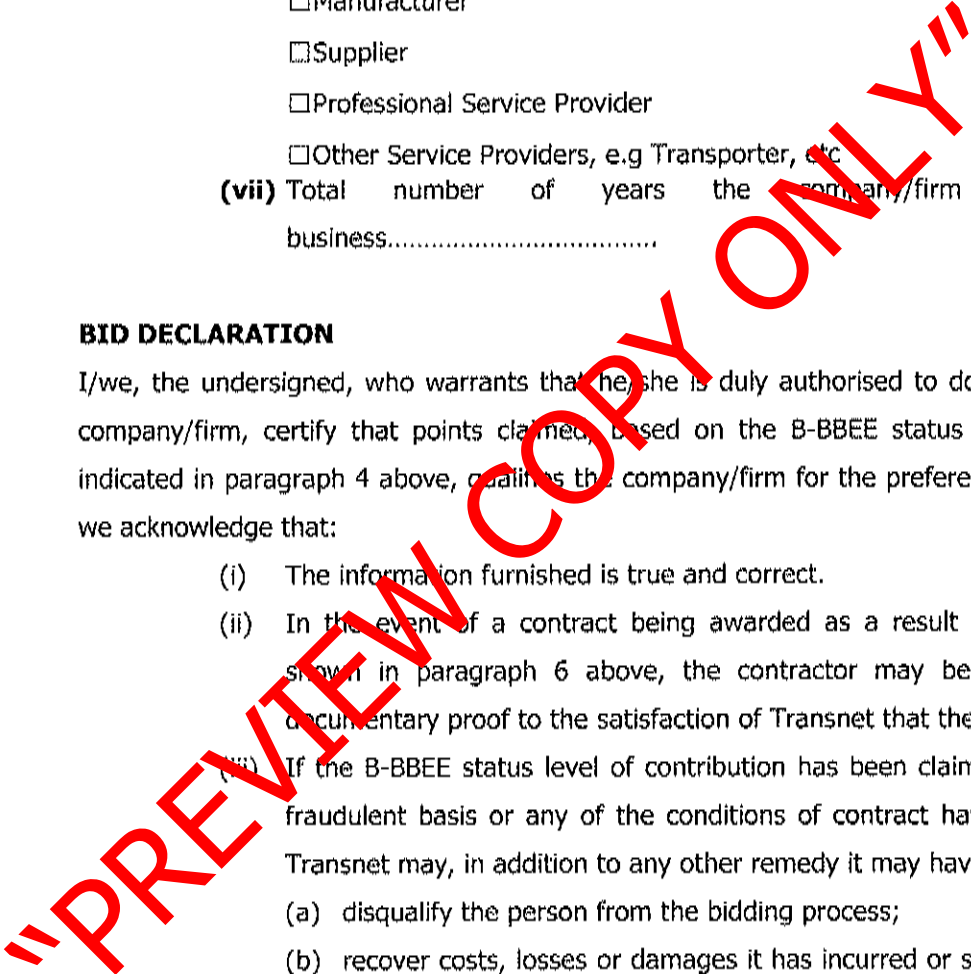 ☐Manufacturer
☐Supplier
☐Professional Service Provider
☐Other Service Providers, e.g Transporter, etc
(vii) Total number of years the company/firm
business....................................
BID DECLARATION
I/we, the undersigned, who warrants that he/she is duly authorised to do
company/firm, certify that points claimed, based on the B-BBEE status
indicated in paragraph 4 above, qualifies the company/firm for the prefere
we acknowledge that:
(i) The information furnished is true and correct.
(ii) In the event of a contract being awarded as a result
shown in paragraph 6 above, the contractor may be
documentary proof to the satisfaction of Transnet that the
(iii) If the B-BBEE status level of contribution has been claim
fraudulent basis or any of the conditions of contract ha
Transnet may, in addition to any other remedy it may hav
(a) disqualify the person from the bidding process;
(b) recover costs, losses or damages it has incurred or s
"PREVIEW COPY ONLY"